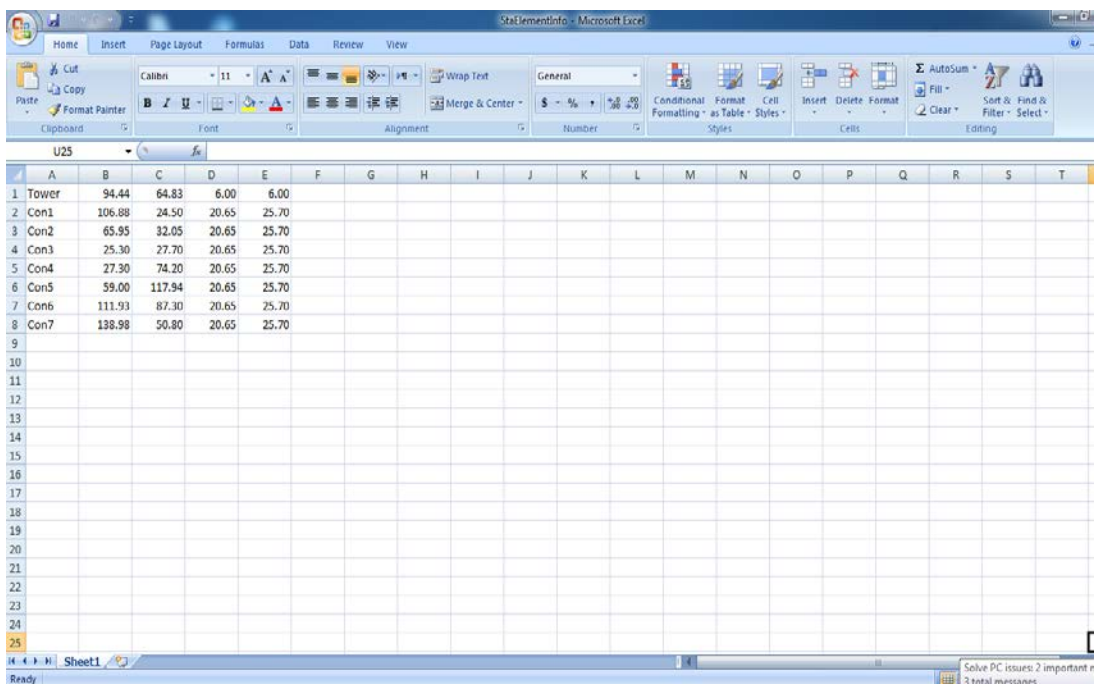 StaElementInfo - Microsoft Excel
Home Insert Page Layout Formulas Data Review View
Paste
Cut
Copy
Format Painter
Clipboard
Calibri 11 A A
B I U A
Font
Wrap Text
Merge & Center
Alignment
General
$ % , .0 .00 .00 .0
Number
Conditional Formatting
Format as Table
Cell Styles
Styles
Insert Delete Format
Cells
Σ AutoSum
Fill
Clear
Sort & Filter
Find & Select
Editing
U25 fx
A B C D E F G H I J K L M N O P Q R S T
1 Tower 94.44 64.83 6.00 6.00
2 Con1 106.88 24.50 20.65 25.70
3 Con2 65.95 32.05 20.65 25.70
4 Con3 25.30 27.70 20.65 25.70
5 Con4 27.30 74.20 20.65 25.70
6 Con5 59.00 117.94 20.65 25.70
7 Con6 111.93 87.30 20.65 25.70
8 Con7 138.98 50.80 20.65 25.70
9
10
11
12
13
14
15
16
17
18
19
20
21
22
23
24
25
Sheet1
Ready
Solve PC issues: 2 important
3 total messages